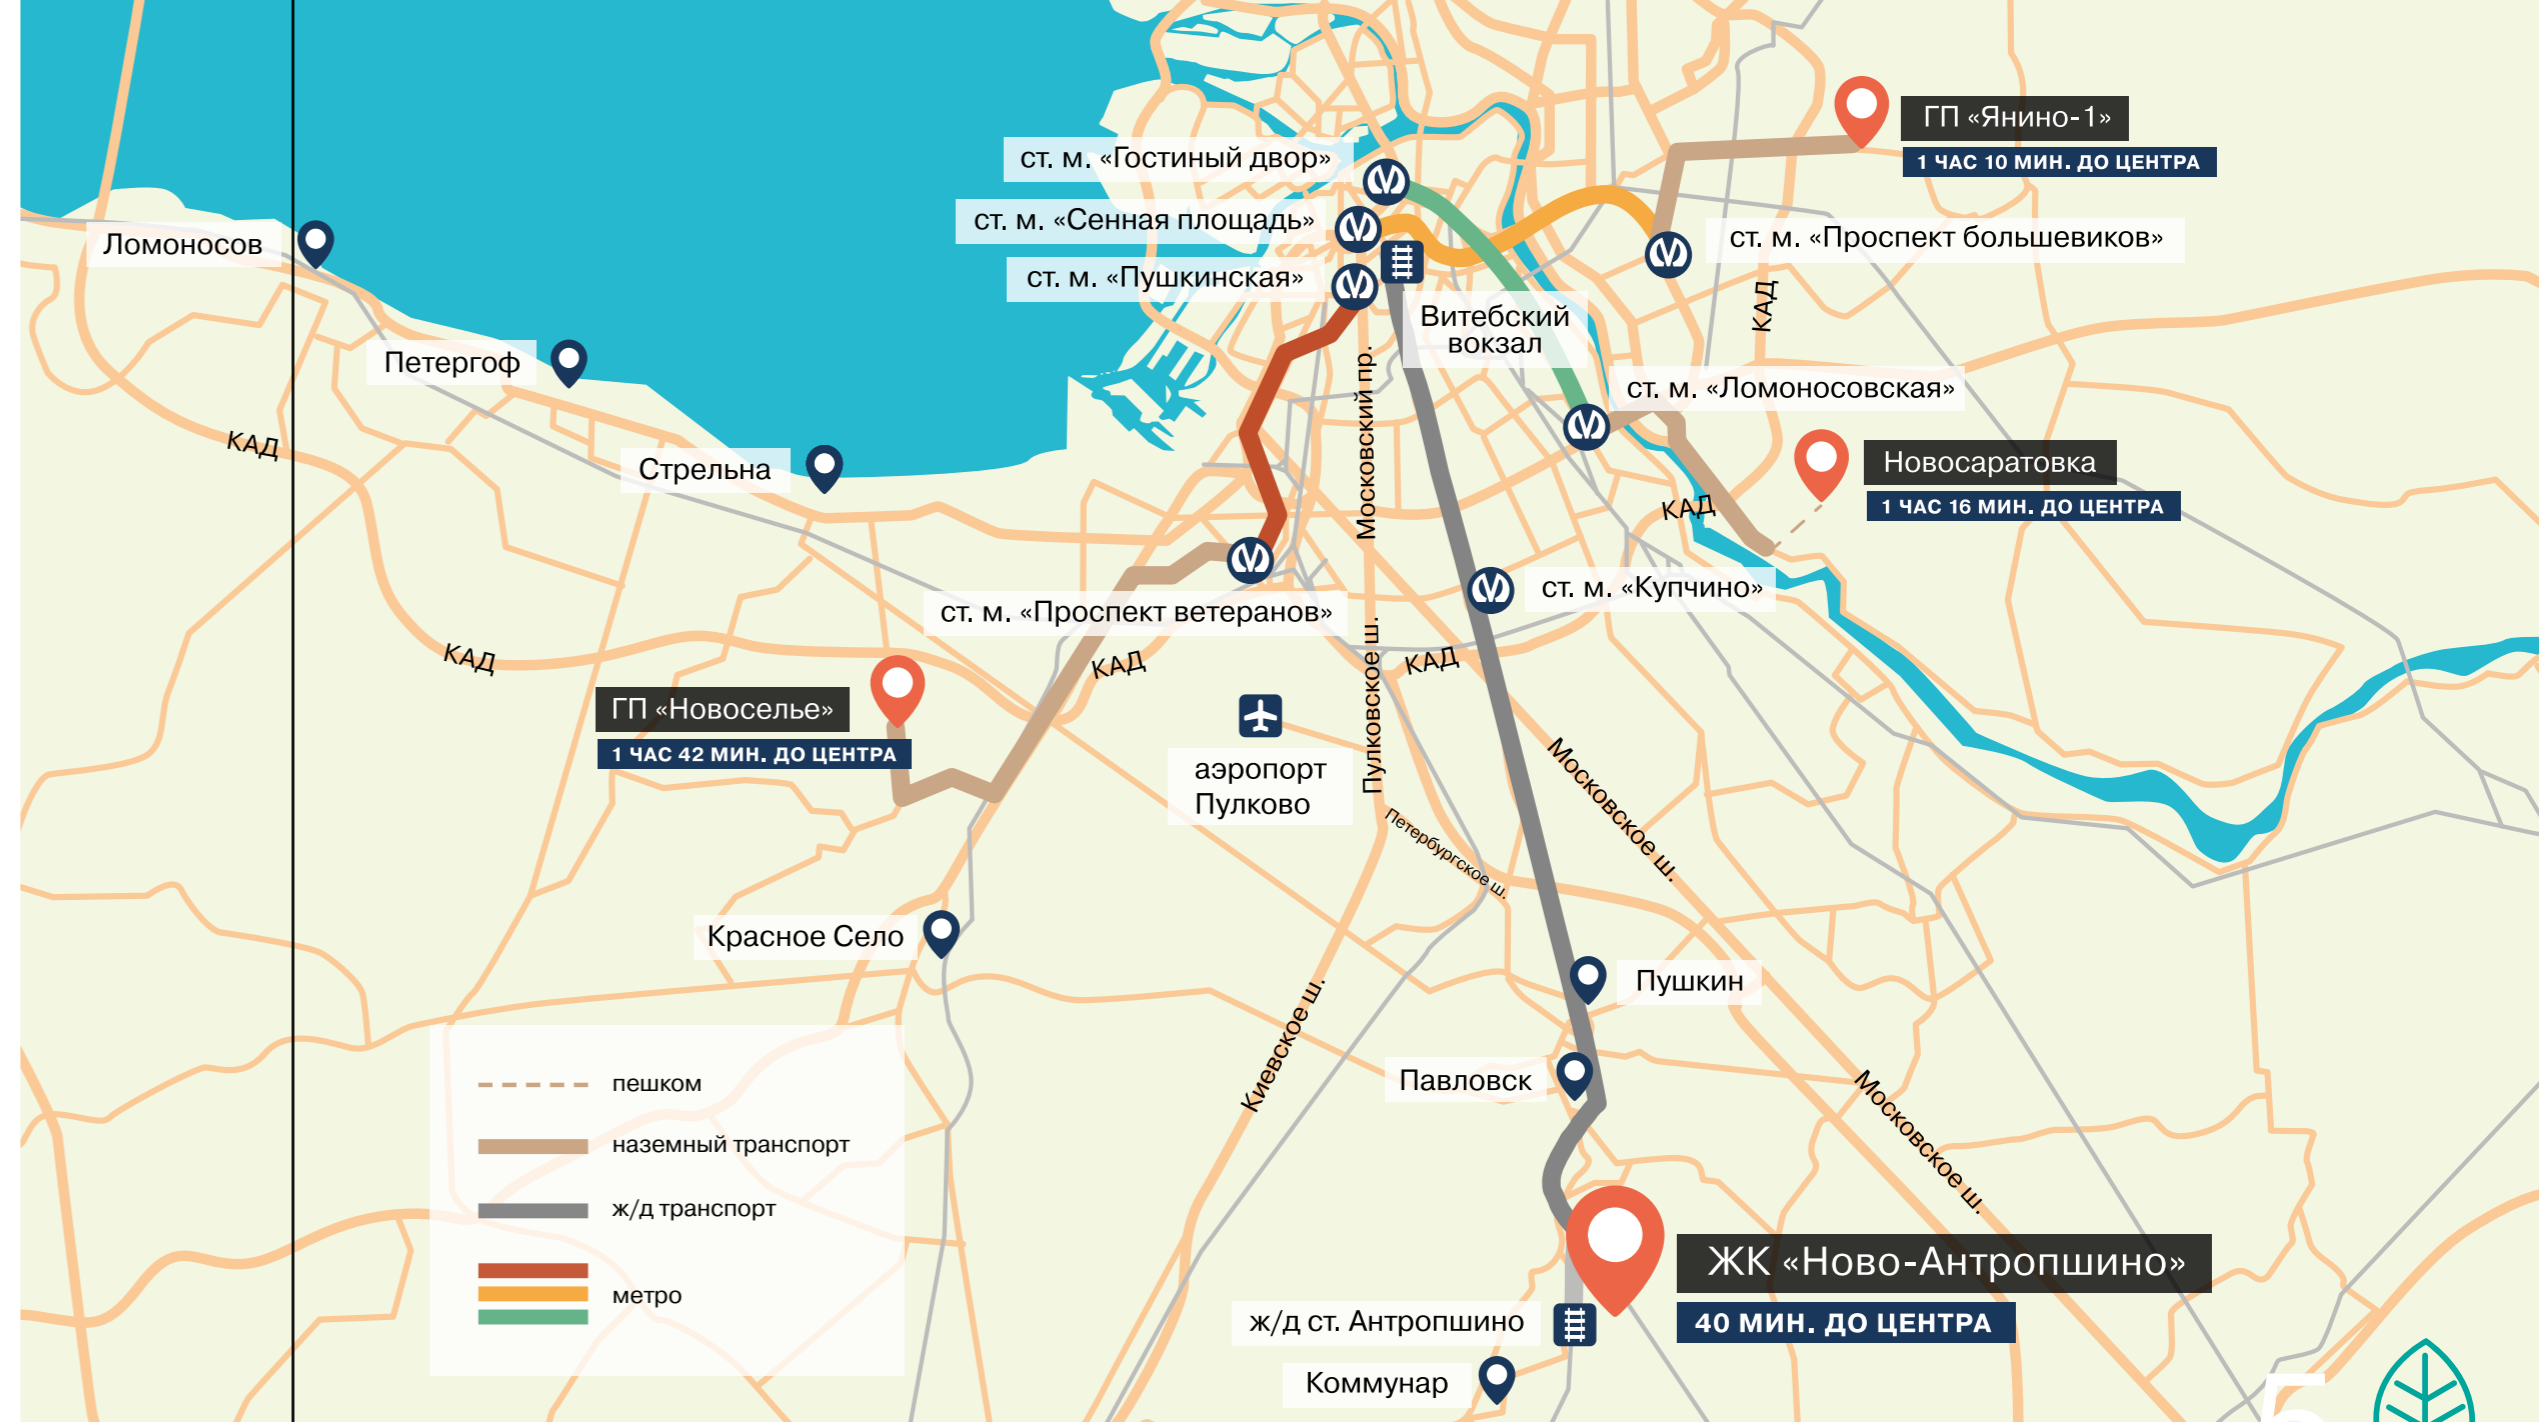 ГП «Янино-1»
1 ЧАС 10 МИН. ДО ЦЕНТРА
ст. м. «Гостиный двор»
ст. м. «Сенная площадь»
ст. м. «Проспект большевиков»
Ломоносов
ст. м. «Пушкинская»
КАД
Витебский
вокзал
Петергоф
Московский пр.
ст. м. «Ломоносовская»
КАД
Стрельна
Новосаратовка
1 ЧАС 16 МИН. ДО ЦЕНТРА
КАД
ст. м. «Купчино»
ст. м. «Проспект ветеранов»
КАД
КАД
КАД
Пулковское ш.
ГП «Новоселье»
1 ЧАС 42 МИН. ДО ЦЕНТРА
аэропорт
Пулково
Московское ш.
Петербургское ш.
Красное Село
Пушкин
Киевское ш.
Павловск
Московское ш.
пешком
наземный транспорт
ж/д транспорт
метро
ЖК «Ново-Антропшино»
40 МИН. ДО ЦЕНТРА
ж/д ст. Антропшино
Коммунар
5